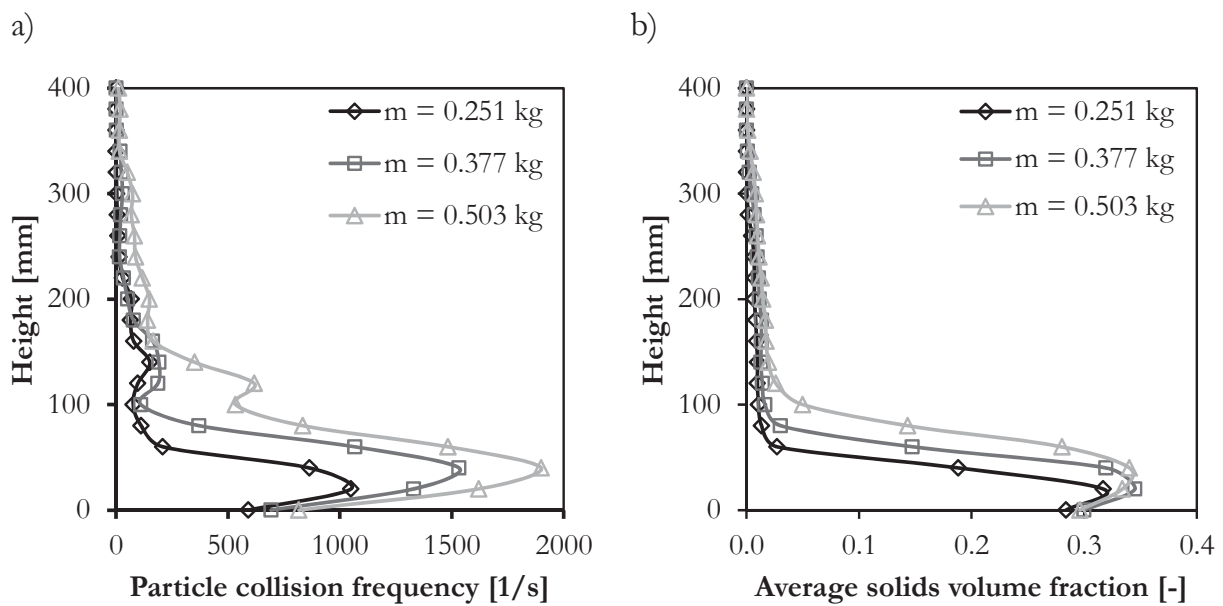 a)
400
300
200
100
0
Height [mm]
m = 0.251 kg
m = 0.377 kg
m = 0.503 kg
0 500 1000 1500 2000
Particle collision frequency [1/s]
b)
400
300
200
100
0
Height [mm]
m = 0.251 kg
m = 0.377 kg
m = 0.503 kg
0.0 0.1 0.2 0.3 0.4
Average solids volume fraction [-]